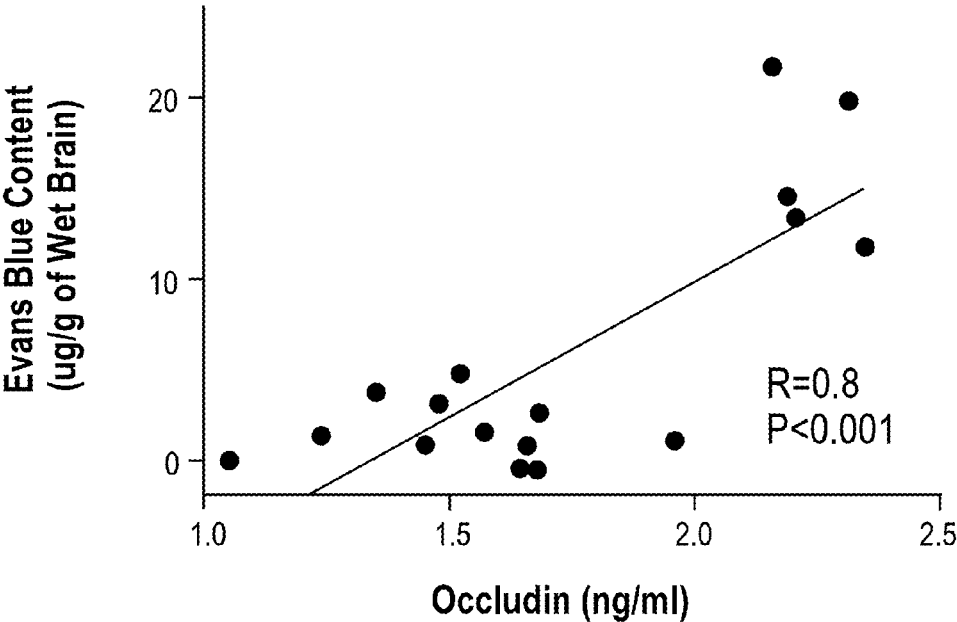 Evans Blue Content
(ug/g of Wet Brain)
20
10
0
R=0.8
P<0.001
1.0
1.5
2.0
2.5
Occludin (ng/ml)